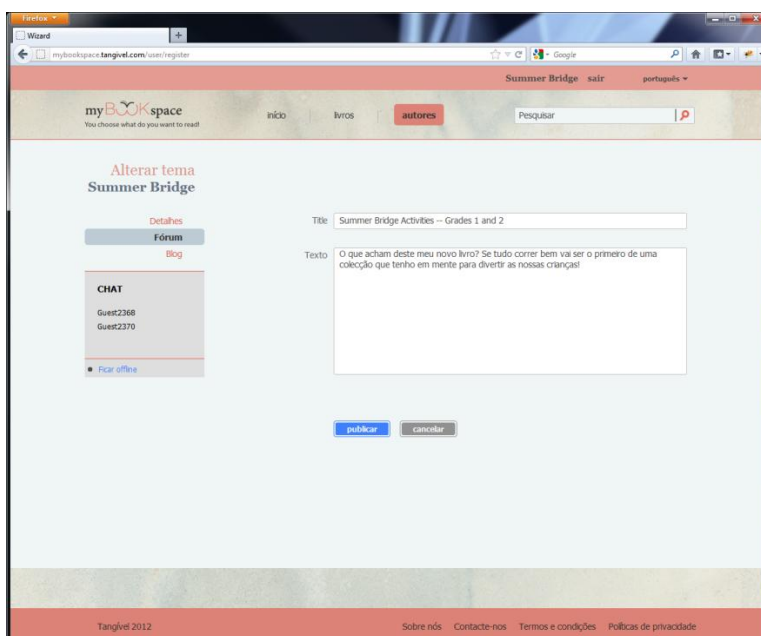 Firefox
Wizard
mybookspace.tangivel.com/user/register
Google
Summer Bridge sair português
myBOOKspace
You choose what do you want to read!
início livros autores
Pesquisar
Alterar tema
Summer Bridge
Detalhes
Fórum
Blog
Title Summer Bridge Activities -- Grades 1 and 2
Texto O que acham deste meu novo livro? Se tudo correr bem vai ser o primeiro de uma
colecção que tenho em mente para divertir as nossas crianças!
CHAT
Guest2368
Guest2370
Ficar offline
publicar cancelar
Tangível 2012
Sobre nós Contacte-nos Termos e condições Políticas de privacidade